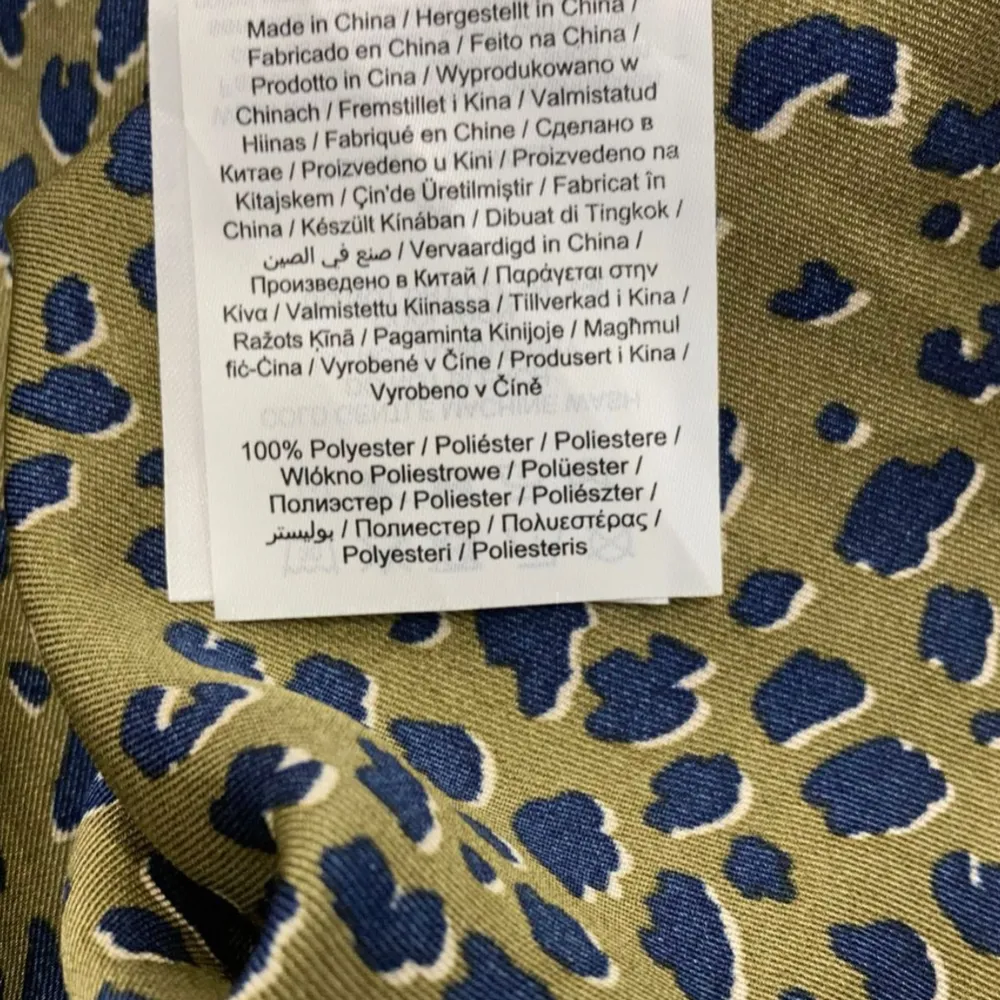 Made in China / Hergestellt in China /
Fabricado en China / Feito na China /
Prodotto in Cina / Wyprodukowano w
Chinach / Fremstillet i Kina / Valmistatud
Hiinas / Fabriqué en Chine / Сделано в
Китае / Proizvedeno u Kini / Proizvedeno na
Kitajskem / Çin'de Üretilmiştir / Fabricat în
China / Készült Kínában / Dibuat di Tingkok /
صنع في الصين / Vervaardigd in China /
Произведено в Китай / Παράγεται στην
Κίνα / Valmistettu Kiinassa / Tillverkad i Kina /
Ražots Ķīnā / Pagaminta Kinijoje / Magħmul
fiċ-Ċina / Vyrobené v Číne / Produsert i Kina /
Vyrobeno v Číně
100% Polyester / Poliéster / Poliestere /
Wlókno Poliestrowe / Polüester /
Полиэстер / Poliester / Poliészter /
بوليستر / Полиестер / Πολυεστέρας /
Polyesteri / Poliesteris